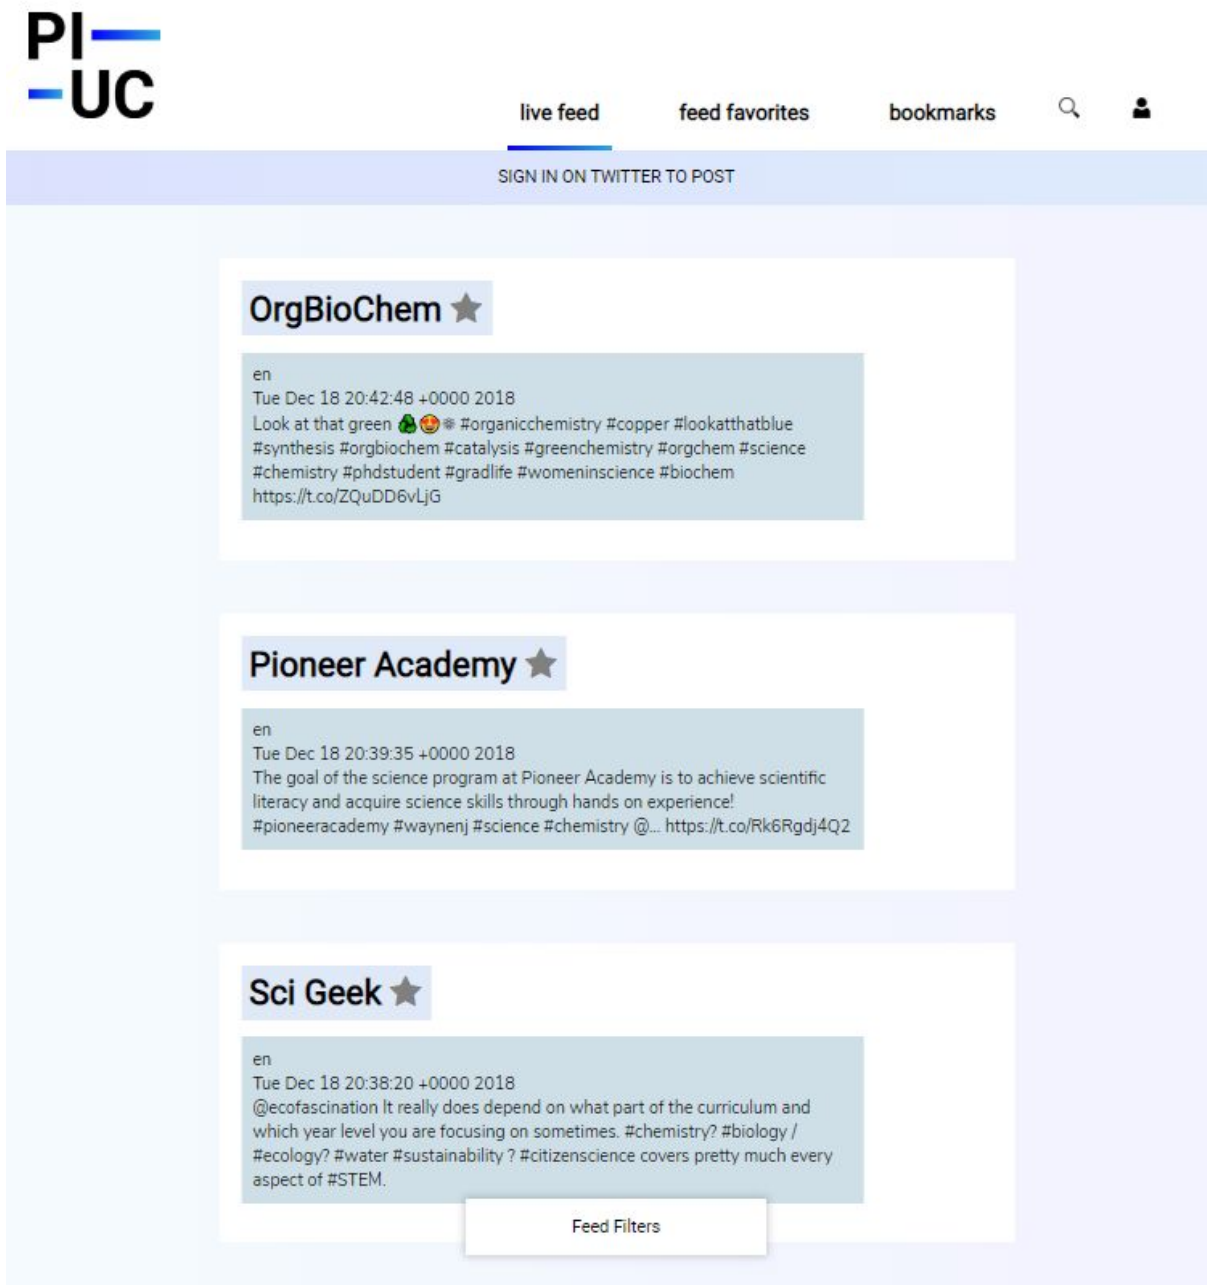 PI
UC
live feed
feed favorites
bookmarks
SIGN IN ON TWITTER TO POST
OrgBioChem
en
Tue Dec 18 20:42:48 +0000 2018
Look at that green 🤢😍⚛ #organicchemistry #copper #lookatthatblue
#synthesis #orgbiochem #catalysis #greenchemistry #orgchem #science
#chemistry #phdstudent #gradlife #womeninscience #biochem
https://t.co/ZQuDD6vLjG
Pioneer Academy
en
Tue Dec 18 20:39:35 +0000 2018
The goal of the science program at Pioneer Academy is to achieve scientific
literacy and acquire science skills through hands on experience!
#pioneeracademy #waynenj #science #chemistry @... https://t.co/Rk6Rgdj4Q2
Sci Geek
en
Tue Dec 18 20:38:20 +0000 2018
@ecofascination It really does depend on what part of the curriculum and
which year level you are focusing on sometimes. #chemistry? #biology /
#ecology? #water #sustainability ? #citizenscience covers pretty much every
aspect of #STEM.
Feed Filters